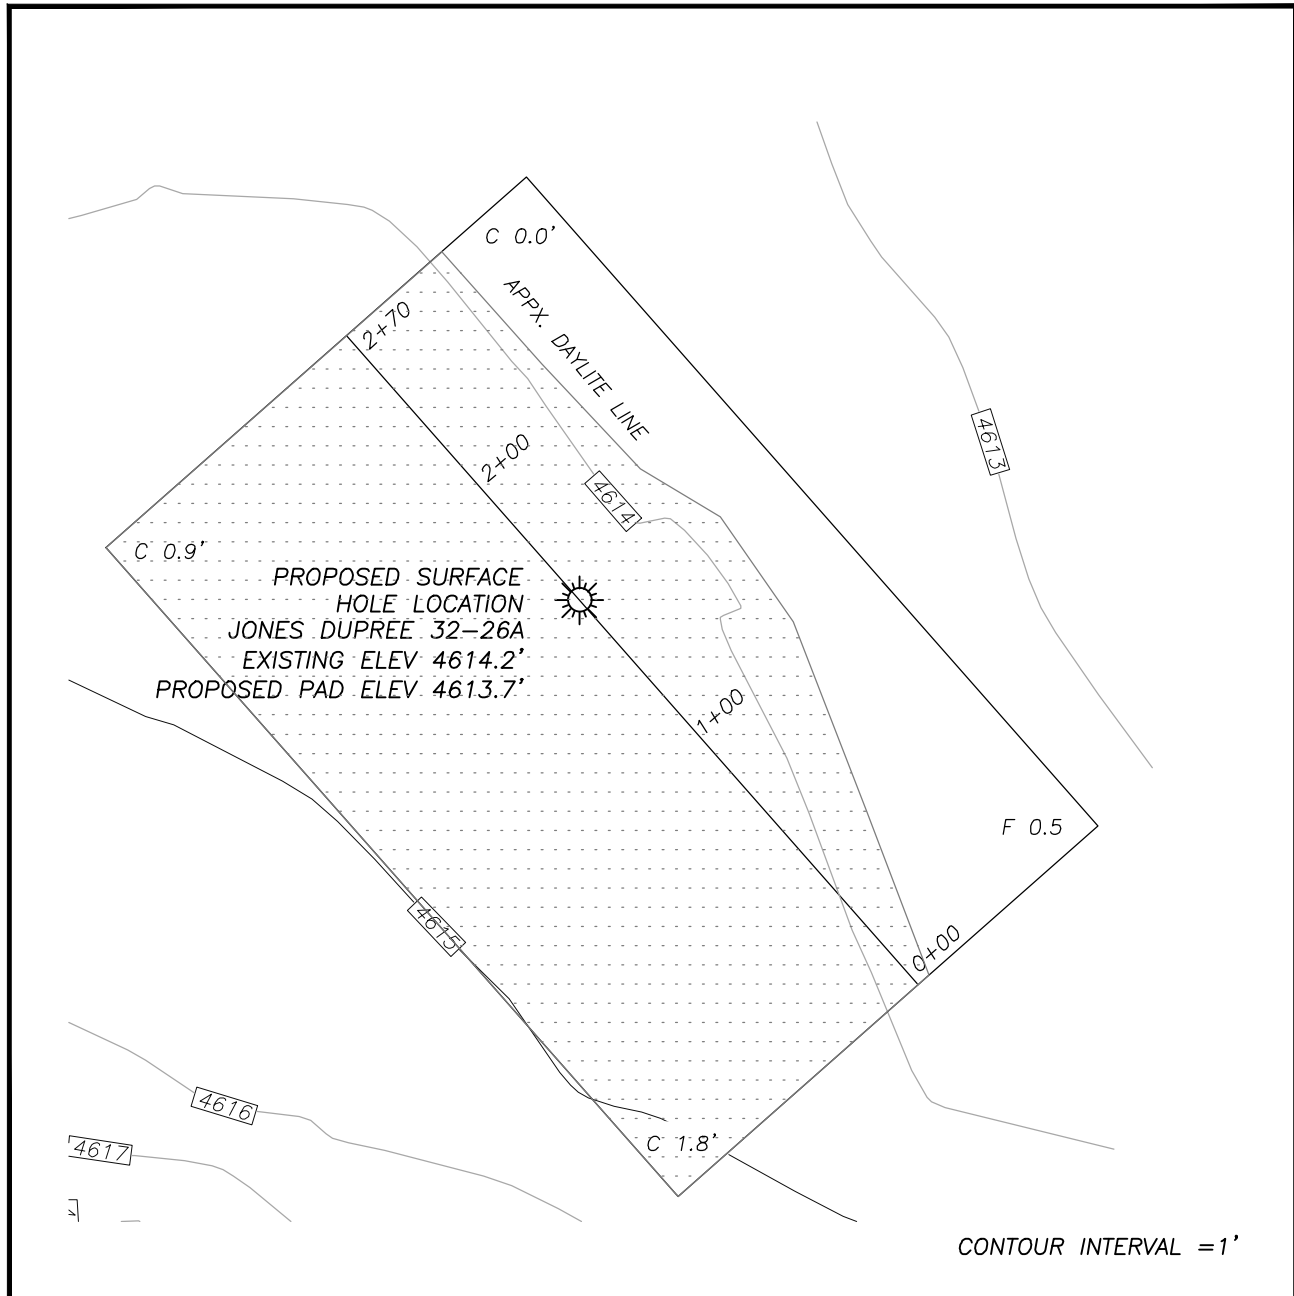 C 0.0'
APPX. DAYLITE LINE
2+70
4613
2+00
4614
C 0.9'
PROPOSED SURFACE
HOLE LOCATION
JONES DUPREE 32-26A
EXISTING ELEV 4614.2'
PROPOSED PAD ELEV 4613.7'
1+00
F 0.5
4615
0+00
4616
C 1.8'
4617
CONTOUR INTERVAL =1'